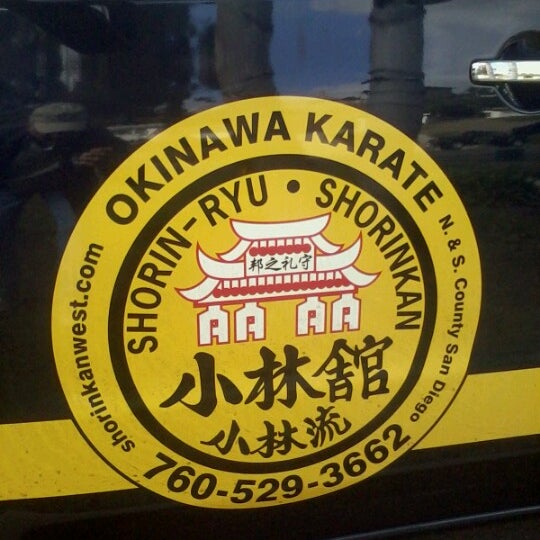 OKINAWA KARATE
shorinkanwest.com
N. & S. County San Diego
SHORIN-RYU • SHORINKAN
邦之礼守
小林舘
小林流
760-529-3662